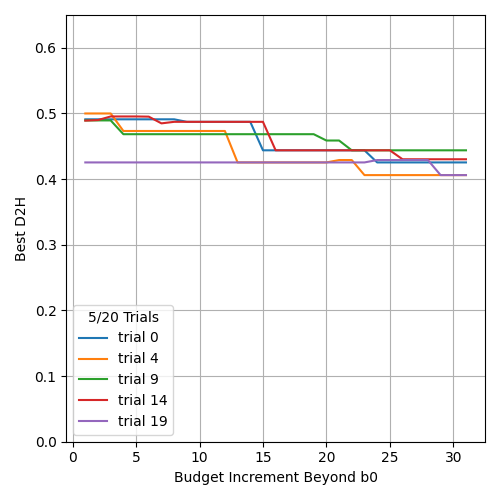 0.6
0.5
0.4
0.3
0.2
0.1
0.0
Best D2H
5/20 Trials
trial 0
trial 4
trial 9
trial 14
trial 19
0 5 10 15 20 25 30
Budget Increment Beyond b0